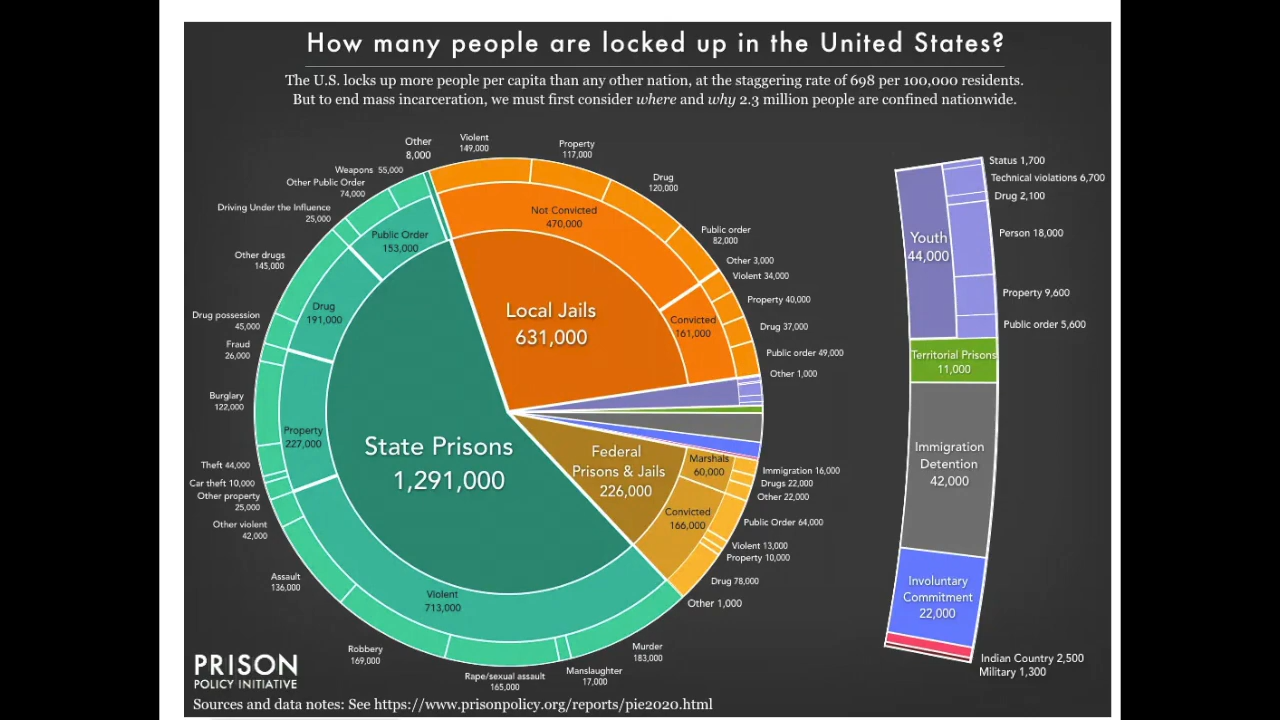 How many people are locked up in the United States?
The U.S. locks up more people per capita than any other nation, at the staggering rate of 698 per 100,000 residents.
But to end mass incarceration, we must first consider where and why 2.3 million people are confined nationwide.
Other
8,000
Violent
149,000
Property
117,000
Drug
120,000
Public order
82,000
Other 3,000
Violent 34,000
Property 40,000
Drug 37,000
Public order 49,000
Other 1,000
Not Convicted
470,000
Convicted
161,000
Local Jails
631,000
Weapons 55,000
Other Public Order
74,000
Driving Under the Influence
25,000
Other drugs
145,000
Drug possession
45,000
Fraud
26,000
Burglary
122,000
Theft 44,000
Car theft 10,000
Other property
25,000
Other violent
42,000
Assault
136,000
Robbery
169,000
Rape/sexual assault
165,000
Manslaughter
17,000
Murder
183,000
Public Order
153,000
Drug
191,000
Property
227,000
Violent
713,000
State Prisons
1,291,000
Federal
Prisons & Jails
226,000
Marshals
60,000
Convicted
166,000
Immigration 16,000
Drugs 22,000
Other 22,000
Public Order 64,000
Violent 13,000
Property 10,000
Drug 78,000
Other 1,000
Status 1,700
Technical violations 6,700
Drug 2,100
Person 18,000
Property 9,600
Public order 5,600
Youth
44,000
Territorial Prisons
11,000
Immigration
Detention
42,000
Involuntary
Commitment
22,000
Indian Country 2,500
Military 1,300
PRISON
POLICY INITIATIVE
Sources and data notes: See https://www.prisonpolicy.org/reports/pie2020.html